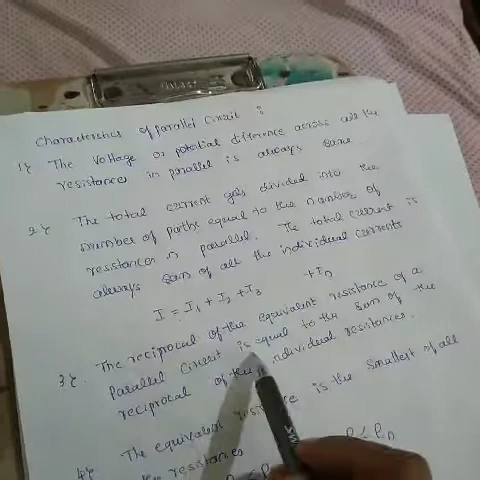 Characteristics of parallel Circuit :
1} The Voltage or potential difference across all the
resistances in parallel is always same.
2} The total current gets divided into the
number of paths equal to the number of
resistances in parallel. The total current is
always sum of all the individual currents
I = I1 + I2 + I3 +In
3}. The reciprocal of the equivalent resistance of a
parallel Circuit is equal to the sum of the
reciprocal of the individual resistances.
4} The equivalent is the smallest of all
the resistances